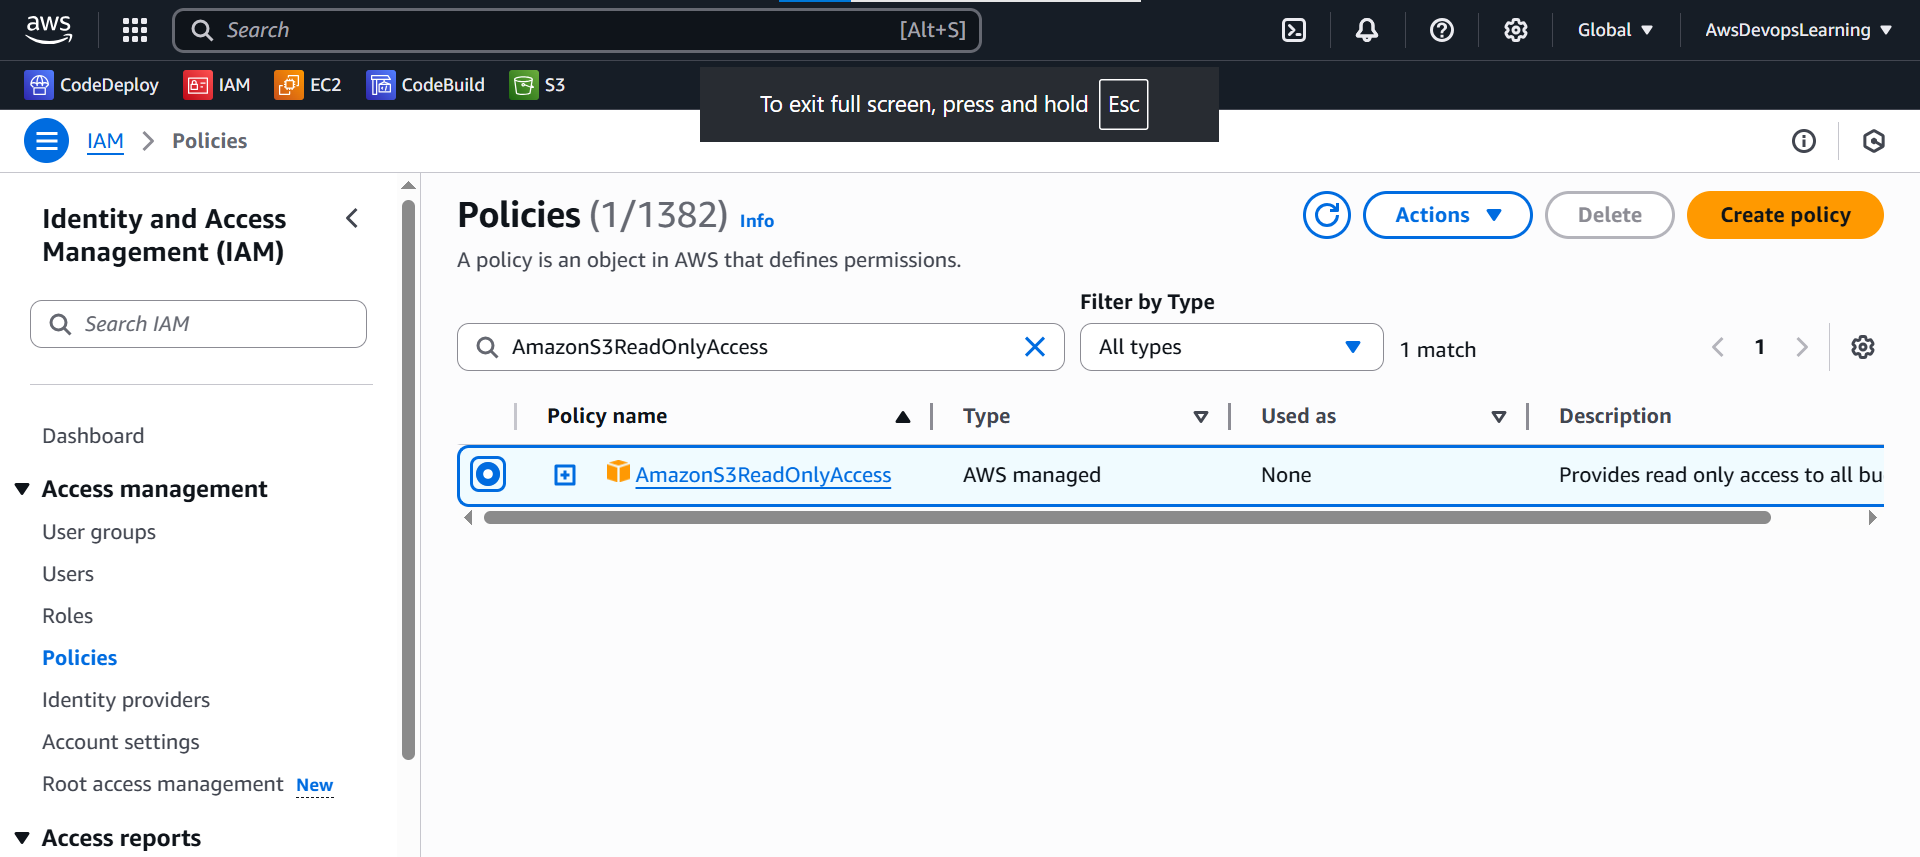 aws
Search [Alt+S]
Global
AwsDevopsLearning
CodeDeploy
IAM
EC2
CodeBuild
S3
To exit full screen, press and hold Esc
IAM
Policies
Identity and Access
Management (IAM)
Search IAM
Dashboard
Access management
User groups
Users
Roles
Policies
Identity providers
Account settings
Root access management New
Access reports
Policies (1/1382) Info
Actions
Delete
Create policy
A policy is an object in AWS that defines permissions.
Filter by Type
AmazonS3ReadOnlyAccess
All types
1 match
1
Policy name
Type
Used as
Description
AmazonS3ReadOnlyAccess
AWS managed
None
Provides read only access to all bu